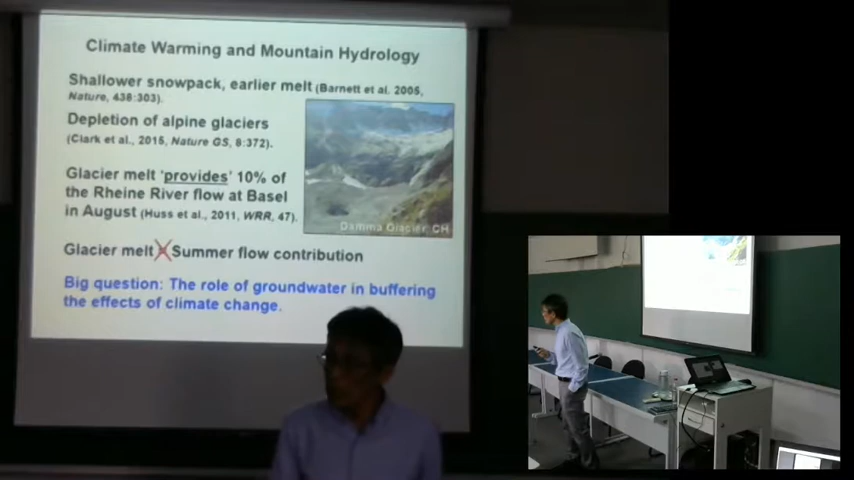 Climate Warming and Mountain Hydrology
Shallower snowpack, earlier melt (Barnett et al. 2005,
Nature, 438:303).
Depletion of alpine glaciers
(Clark et al., 2015, Nature GS, 8:372).
Glacier melt 'provides' 10% of
the Rheine River flow at Basel
in August (Huss et al., 2011, WRR, 47).
Damma Glacier, CH
Glacier melt Summer flow contribution
Big question: The role of groundwater in buffering
the effects of climate change.